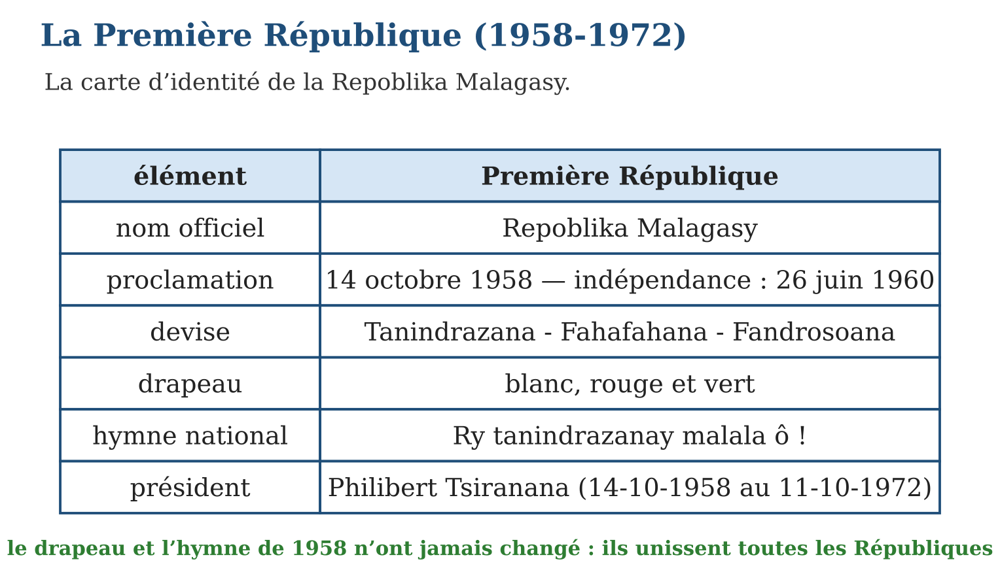 La Première République (1958-1972)
La carte d’identité de la Repoblika Malagasy.
élément Première République
nom officiel Repoblika Malagasy
proclamation 14 octobre 1958 — indépendance : 26 juin 1960
devise Tanindrazana - Fahafahana - Fandrosoana
drapeau blanc, rouge et vert
hymne national Ry tanindrazanay malala ô !
président Philibert Tsiranana (14-10-1958 au 11-10-1972)
le drapeau et l’hymne de 1958 n’ont jamais changé : ils unissent toutes les Républiques